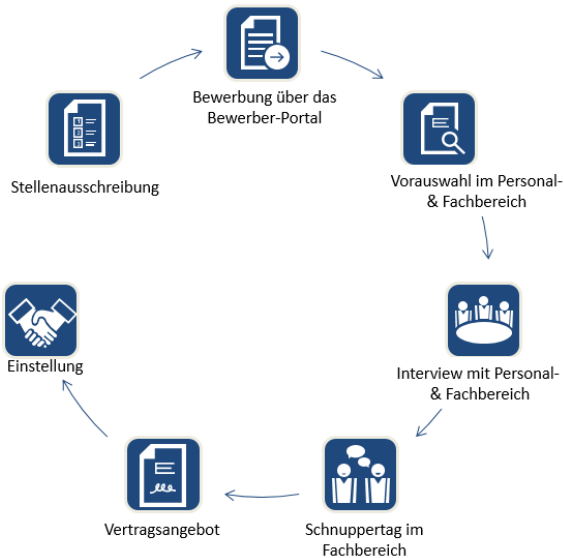 Stellenausschreibung
Bewerbung über das
Bewerber-Portal
Vorauswahl im Personal-
& Fachbereich
Interview mit Personal-
& Fachbereich
Schnuppertag im
Fachbereich
Vertragsangebot
Einstellung